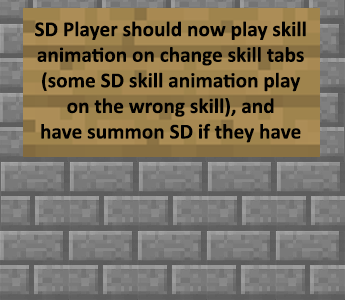 SD Player should now play skill
animation on change skill tabs
(some SD skill animation play
on the wrong skill), and
have summon SD if they have